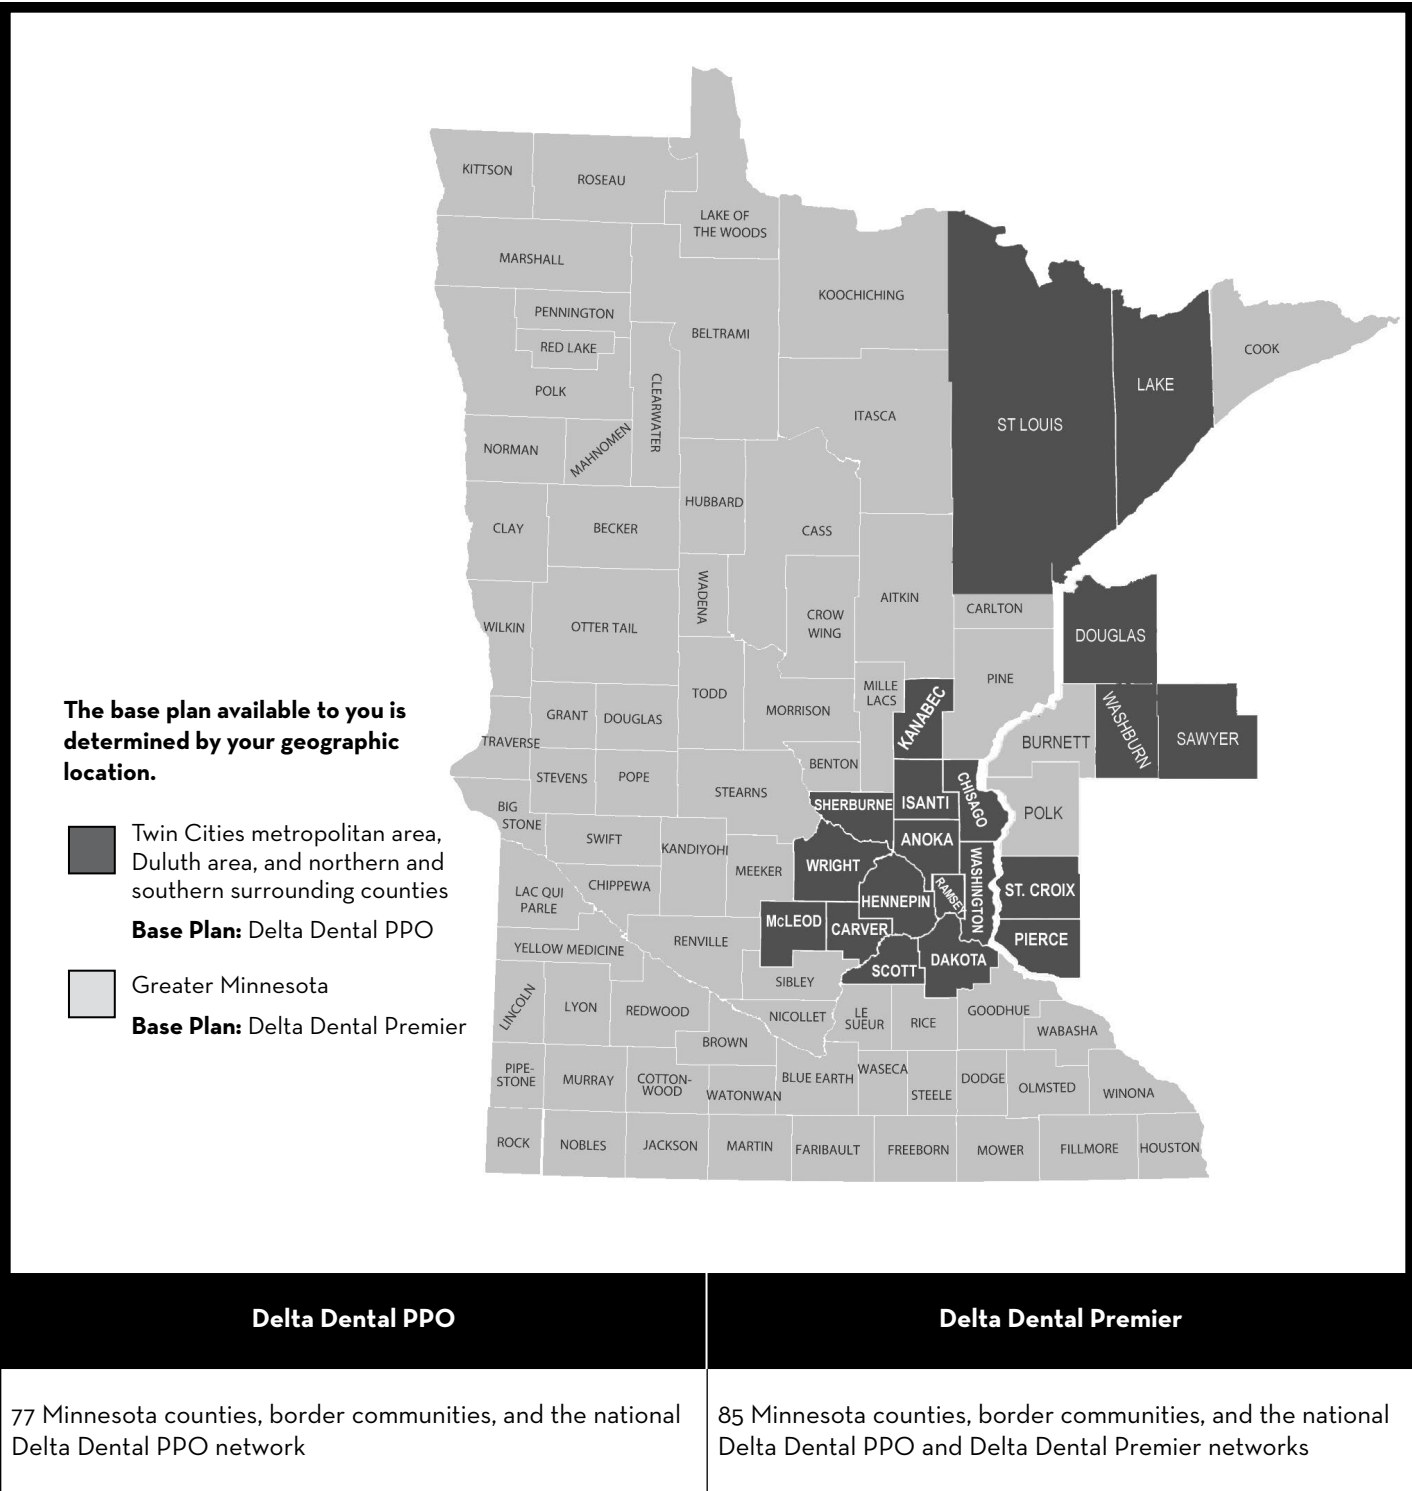 KITTSON
ROSEAU
LAKE OF
THE WOODS
MARSHALL
KOOCHICHING
PENNINGTON
BELTRAMI
RED LAKE
COOK
POLK
CLEARWATER
LAKE
ITASCA
ST LOUIS
NORMAN
MAHNOMEN
HUBBARD
CLAY
BECKER
CASS
WADENA
AITKIN
CARLTON
CROW
WING
WILKIN
OTTER TAIL
DOUGLAS
MILLE
LACS
PINE
TODD
KANABEC
MORRISON
GRANT
DOUGLAS
WASHBURN
SAWYER
BURNETT
TRAVERSE
BENTON
STEVENS
POPE
STEARNS
CHISAGO
BIG
STONE
SHERBURNE
ISANTI
POLK
SWIFT
KANDIYOHI
ANOKA
MEEKER
WRIGHT
WASHINGTON
LAC QUI
PARLE
CHIPPEWA
HENNEPIN
RAMSEY
ST. CROIX
McLEOD
CARVER
YELLOW MEDICINE
RENVILLE
PIERCE
SCOTT
DAKOTA
SIBLEY
LINCOLN
LYON
REDWOOD
NICOLLET
LE
SUEUR
RICE
GOODHUE
WABASHA
BROWN
PIPE-
STONE
MURRAY
COTTON-
WOOD
WATONWAN
BLUE EARTH
WASECA
STEELE
DODGE
OLMSTED
WINONA
ROCK
NOBLES
JACKSON
MARTIN
FARIBAULT
FREEBORN
MOWER
FILLMORE
HOUSTON
The base plan available to you is
determined by your geographic
location.
Twin Cities metropolitan area,
Duluth area, and northern and
southern surrounding counties
Base Plan: Delta Dental PPO
Greater Minnesota
Base Plan: Delta Dental Premier
Delta Dental PPO
Delta Dental Premier
77 Minnesota counties, border communities, and the national
Delta Dental PPO network
85 Minnesota counties, border communities, and the national
Delta Dental PPO and Delta Dental Premier networks